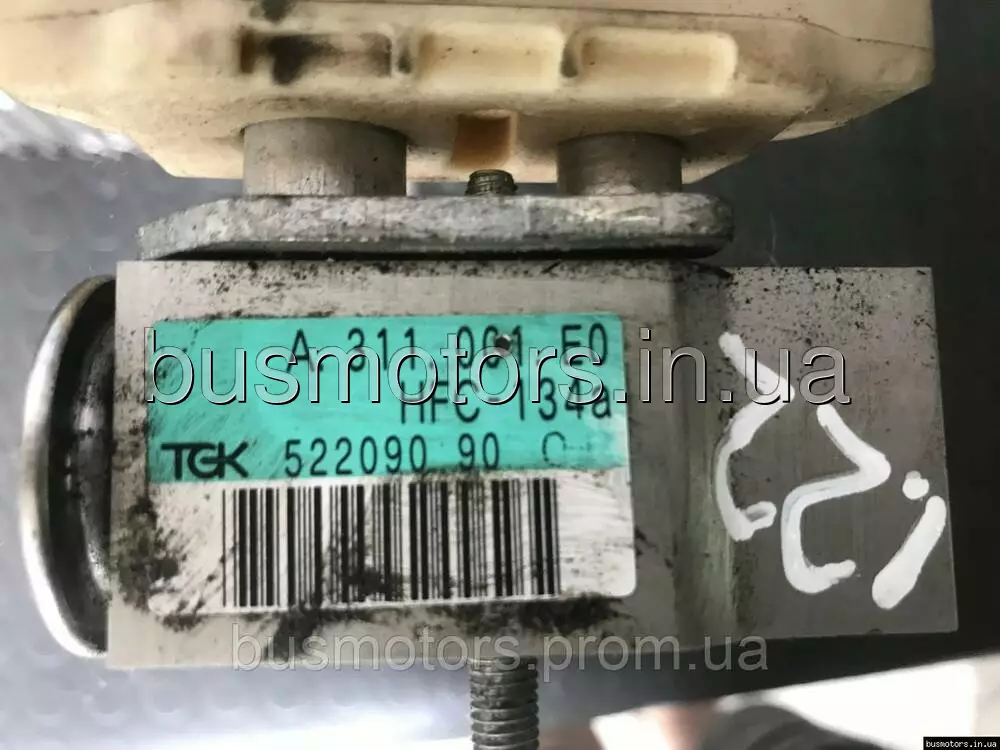 A 311.061.E0
HFC-134a
TGK 522090 90
busmotors.in.ua
busmotors.prom.ua
busmotors.in.ua